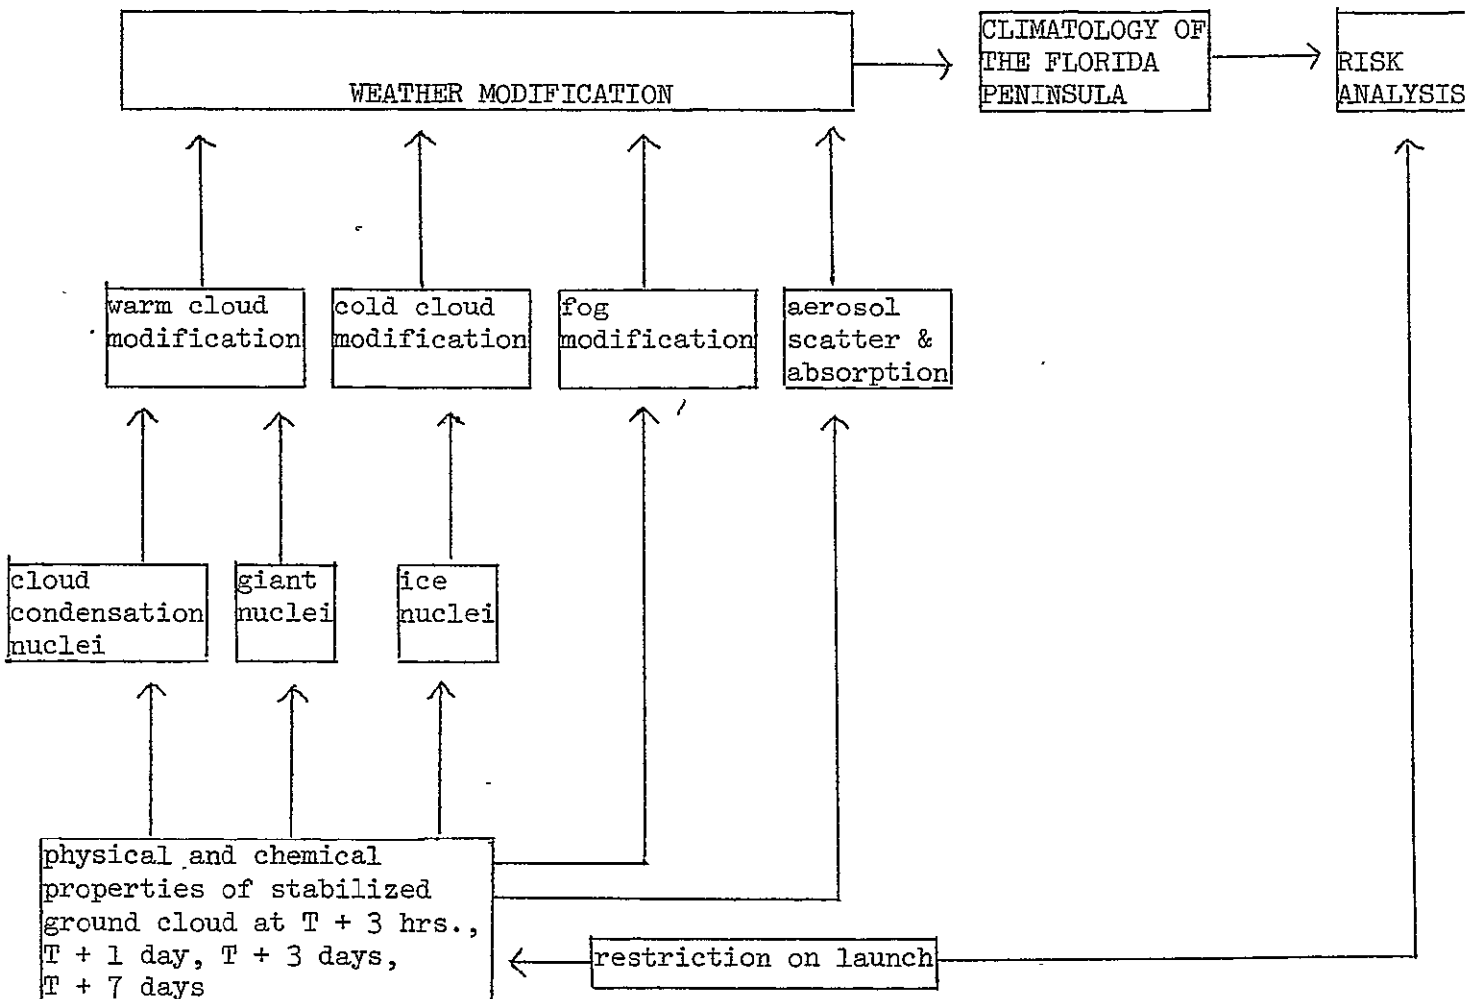 WEATHER MODIFICATION
CLIMATOLOGY OF
THE FLORIDA
PENINSULA
RISK
ANALYSIS
warm cloud
modification
cold cloud
modification
fog
modification
aerosol
scatter &
absorption
cloud
condensation
nuclei
giant
nuclei
ice
nuclei
physical and chemical
properties of stabilized
ground cloud at T + 3 hrs.,
T + 1 day, T + 3 days,
T + 7 days
restriction on launch